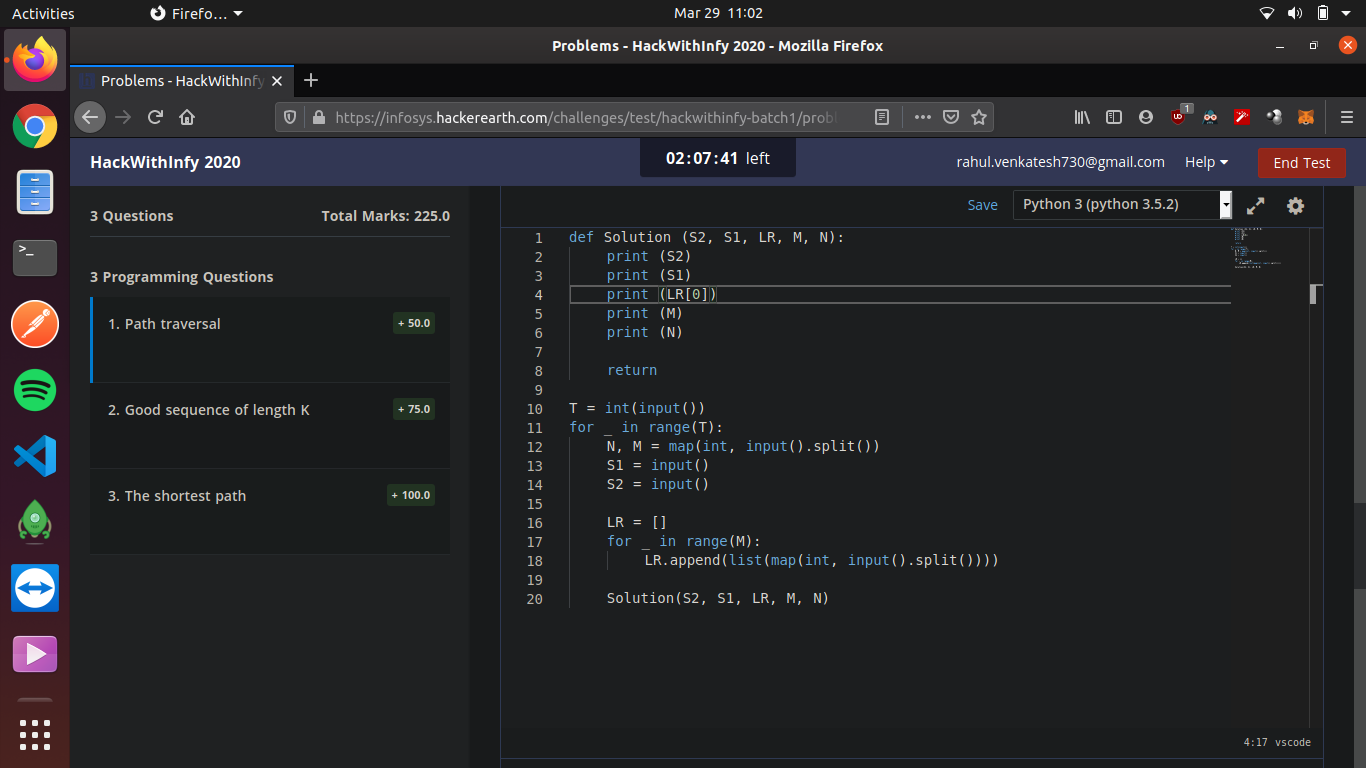 Activities
Firefo…
Mar 29 11:02
Problems - HackWithInfy 2020 - Mozilla Firefox
Problems - HackWithInfy
https://infosys.hackerearth.com/challenges/test/hackwithinfy-batch1/probl
1
HackWithInfy 2020
02:07:41 left
rahul.venkatesh730@gmail.com
Help
End Test
3 Questions
Total Marks: 225.0
3 Programming Questions
1. Path traversal
+ 50.0
2. Good sequence of length K
+ 75.0
3. The shortest path
+ 100.0
Save
Python 3 (python 3.5.2)
1 def Solution (S2, S1, LR, M, N):
2 print (S2)
3 print (S1)
4 print (LR[0])
5 print (M)
6 print (N)
7
8 return
9
10 T = int(input())
11 for _ in range(T):
12 N, M = map(int, input().split())
13 S1 = input()
14 S2 = input()
15
16 LR = []
17 for _ in range(M):
18 LR.append(list(map(int, input().split())))
19
20 Solution(S2, S1, LR, M, N)
4:17 vscode